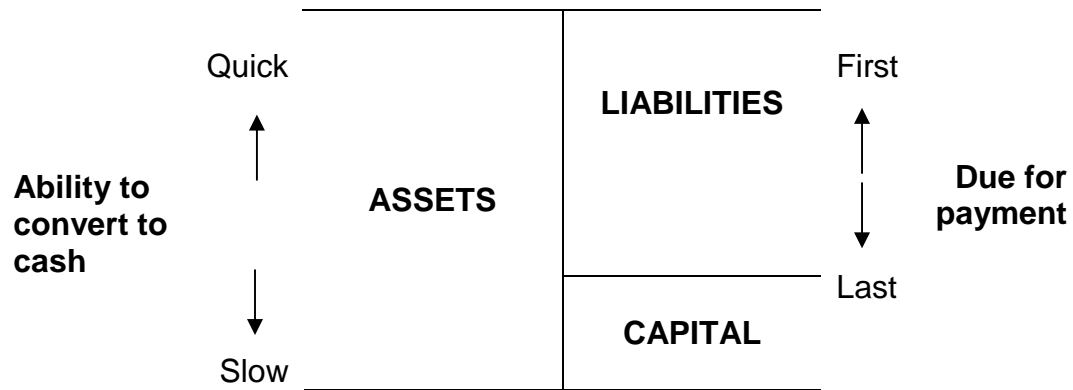 Quick
First
LIABILITIES
Ability to
convert to
cash
ASSETS
Due for
payment
Last
CAPITAL
Slow